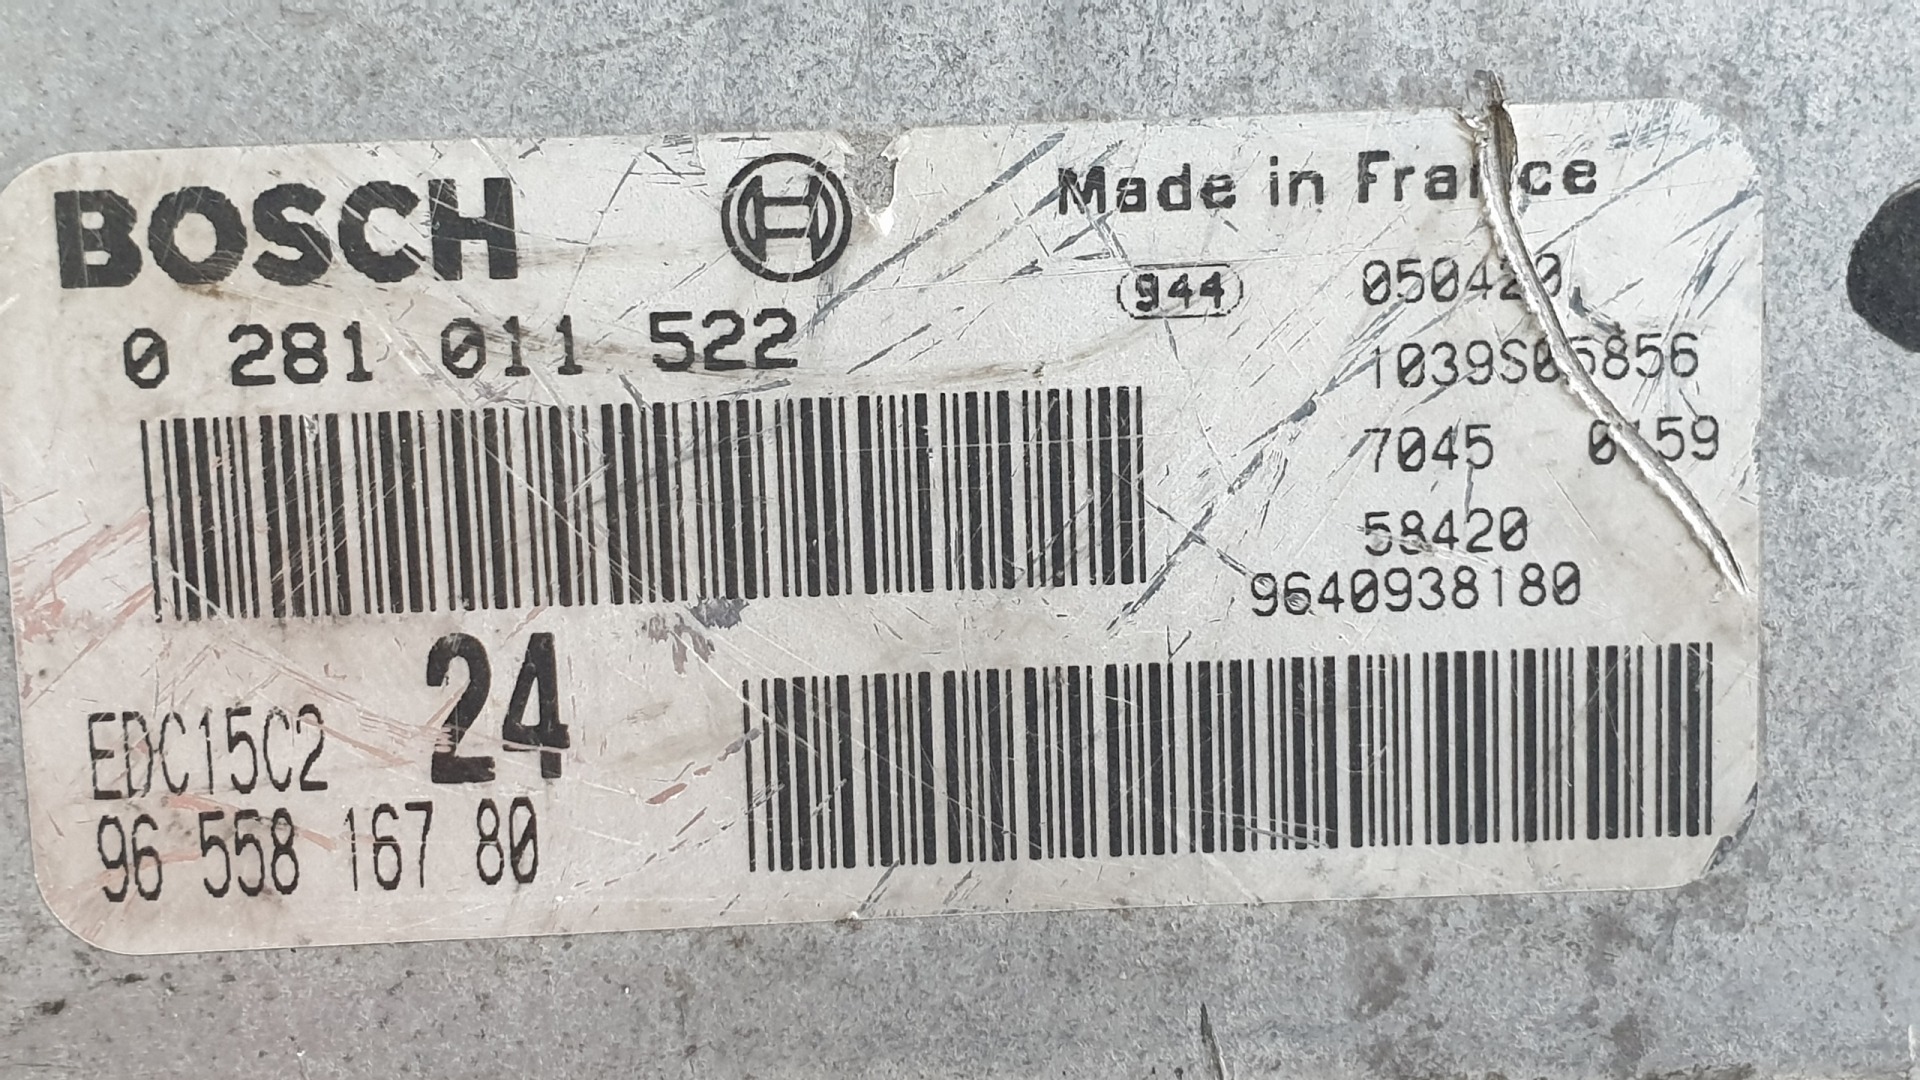 BOSCH
Made in France
944 050420
0 281 011 522
1039S05856
7045 0159
58420
9640938180
24
EDC15C2
96 558 167 80